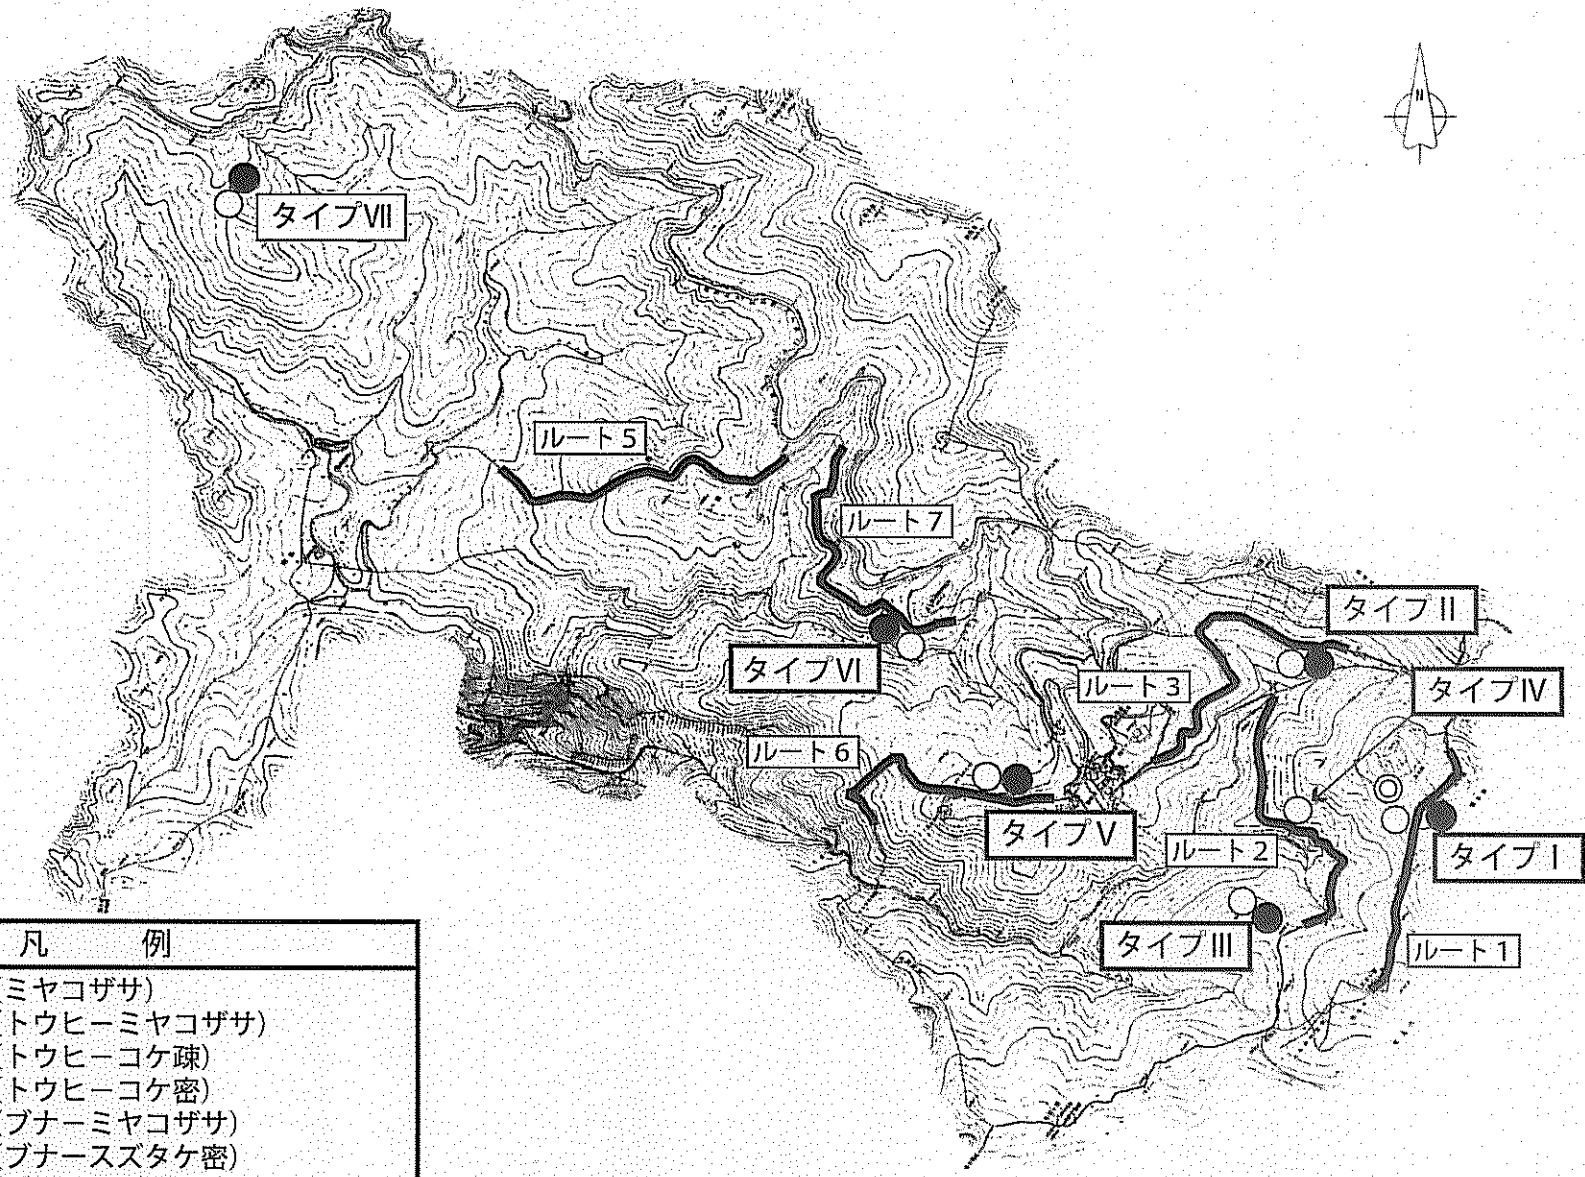 N
タイプVII
ルート5
ルート7
タイプII
タイプVI
ルート3
タイプIV
ルート6
タイプV
ルート2
タイプI
タイプIII
ルート1
凡 例
(ミヤコザサ)
(トウヒーミヤコザサ)
(トウヒーコケ疎)
(トウヒーコケ密)
(ブナーミヤコザサ)
(ブナースズタケ密)